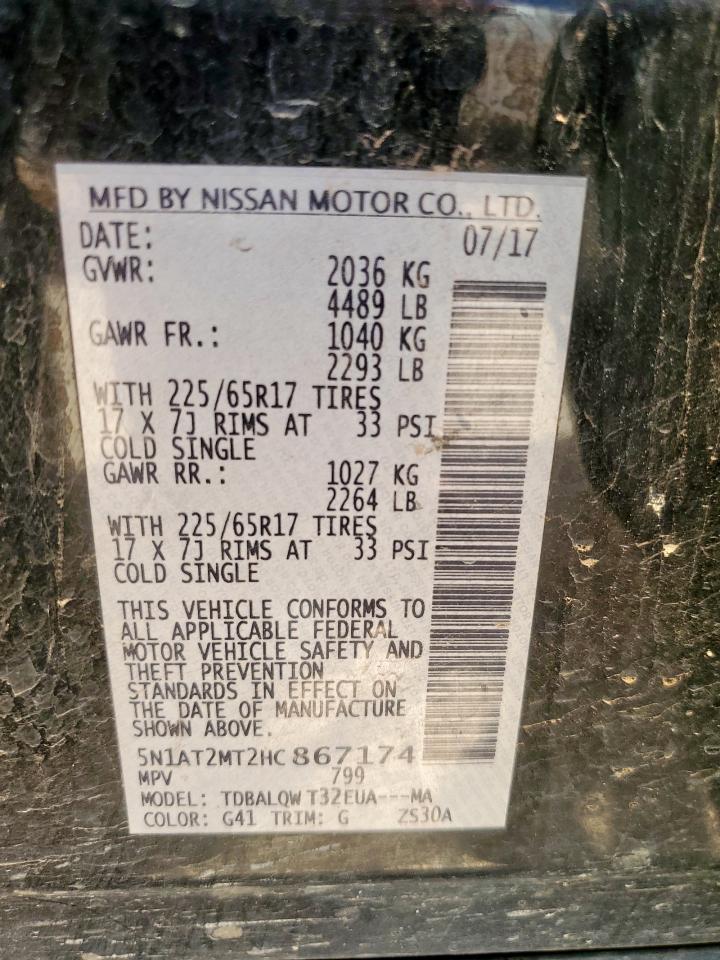 MFD BY NISSAN MOTOR CO., LTD.
DATE: 07/17
GVWR: 2036 KG
4489 LB
GAWR FR.: 1040 KG
2293 LB
WITH 225/65R17 TIRES
17 X 7J RIMS AT 33 PSI
COLD SINGLE
GAWR RR.: 1027 KG
2264 LB
WITH 225/65R17 TIRES
17 X 7J RIMS AT 33 PSI
COLD SINGLE
THIS VEHICLE CONFORMS TO
ALL APPLICABLE FEDERAL
MOTOR VEHICLE SAFETY AND
THEFT PREVENTION
STANDARDS IN EFFECT ON
THE DATE OF MANUFACTURE
SHOWN ABOVE.
5N1AT2MT2HC867174
MPV 799
MODEL: TDBALQW T32EUA---MA
COLOR: G41 TRIM: G ZS30A